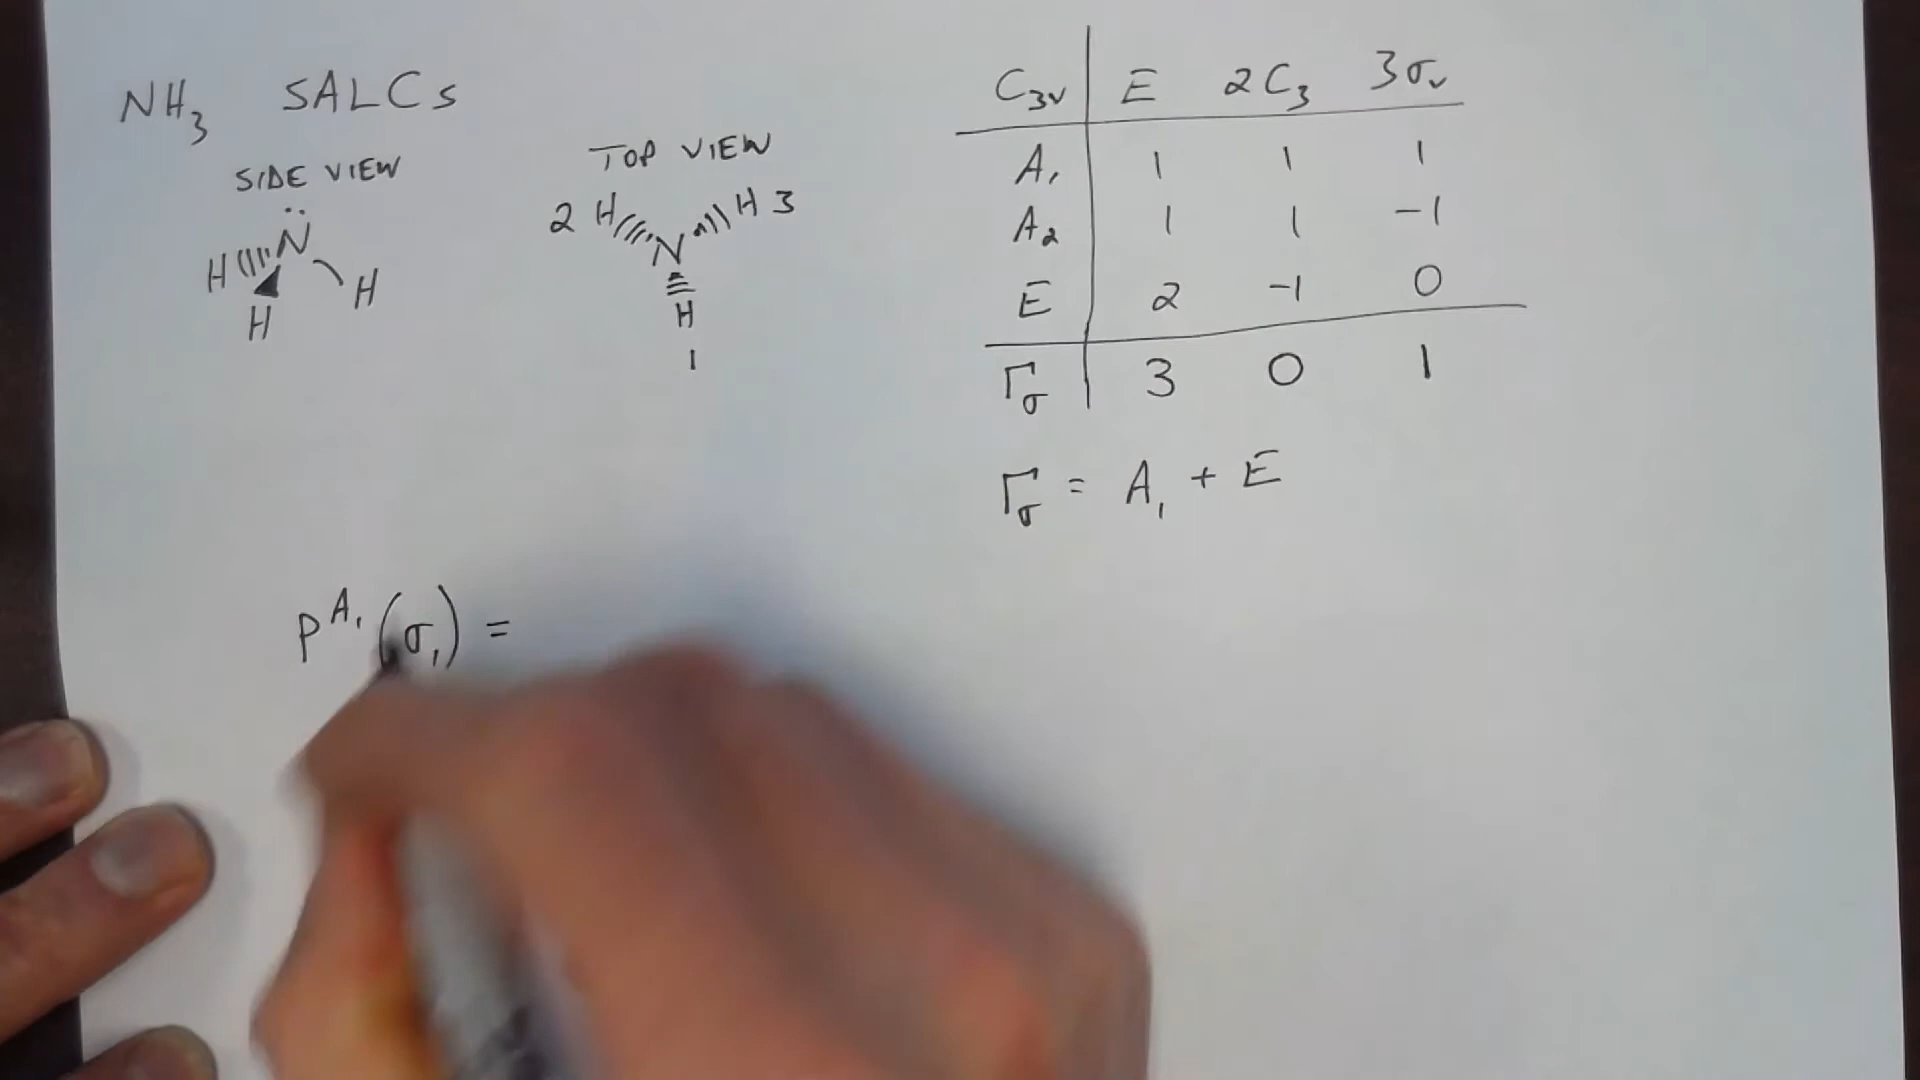 NH₃ SALCs
SIDE VIEW
N
H
H
H
TOP VIEW
2 H
H 3
N
H
1
C₃ᵥ E 2C₃ 3σᵥ
A₁ 1 1 1
A₂ 1 1 -1
E 2 -1 0
Γσ 3 0 1
Γσ = A₁ + E
P^A₁ (σ₁) =